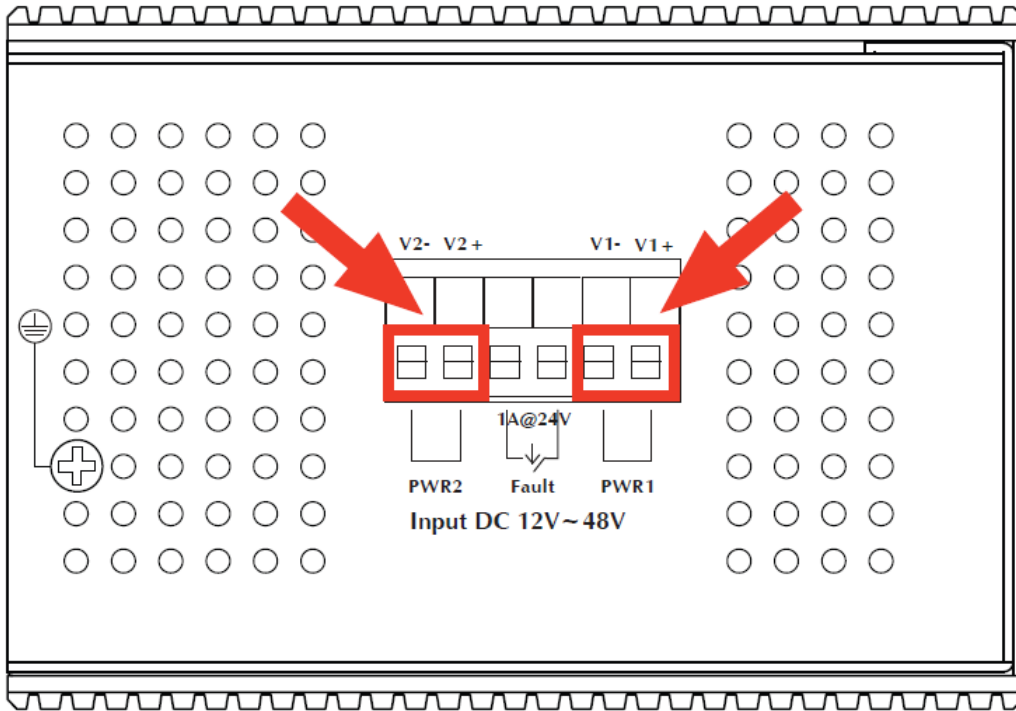 V2- V2+ V1- V1+
1A@24V
PWR2 Fault PWR1
Input DC 12V~48V